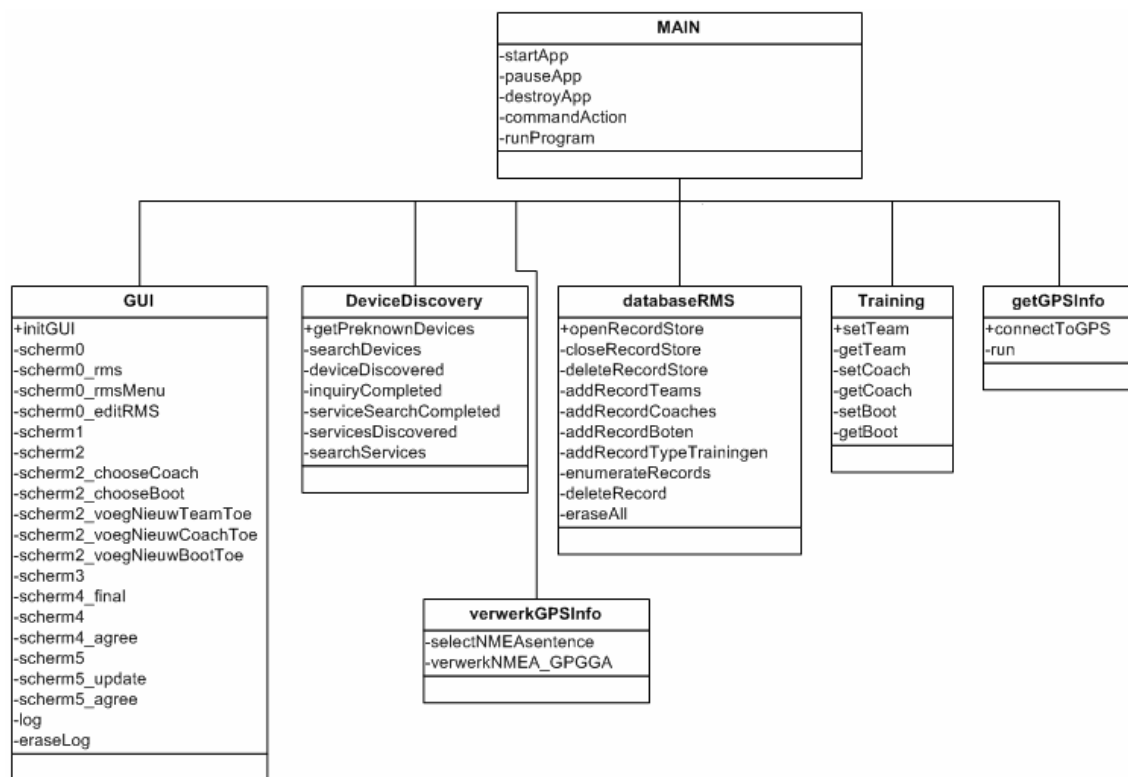 MAIN
-startApp
-pauseApp
-destroyApp
-commandAction
-runProgram
GUI
+initGUI
-scherm0
-scherm0_rms
-scherm0_rmsMenu
-scherm0_editRMS
-scherm1
-scherm2
-scherm2_chooseCoach
-scherm2_chooseBoot
-scherm2_voegNieuwTeamToe
-scherm2_voegNieuwCoachToe
-scherm2_voegNieuwBootToe
-scherm3
-scherm4_final
-scherm4
-scherm4_agree
-scherm5
-scherm5_update
-scherm5_agree
-log
-eraseLog
DeviceDiscovery
+getPreknownDevices
-searchDevices
-deviceDiscovered
-inquiryCompleted
-serviceSearchCompleted
-servicesDiscovered
-searchServices
verwerkGPSInfo
-selectNMEAsentence
-verwerkNMEA_GPGGA
databaseRMS
+openRecordStore
-closeRecordStore
-deleteRecordStore
-addRecordTeams
-addRecordCoaches
-addRecordBoten
-addRecordTypeTrainingen
-enumerateRecords
-deleteRecord
-eraseAll
Training
+setTeam
-getTeam
-setCoach
-getCoach
-setBoot
-getBoot
getGPSInfo
+connectToGPS
-run